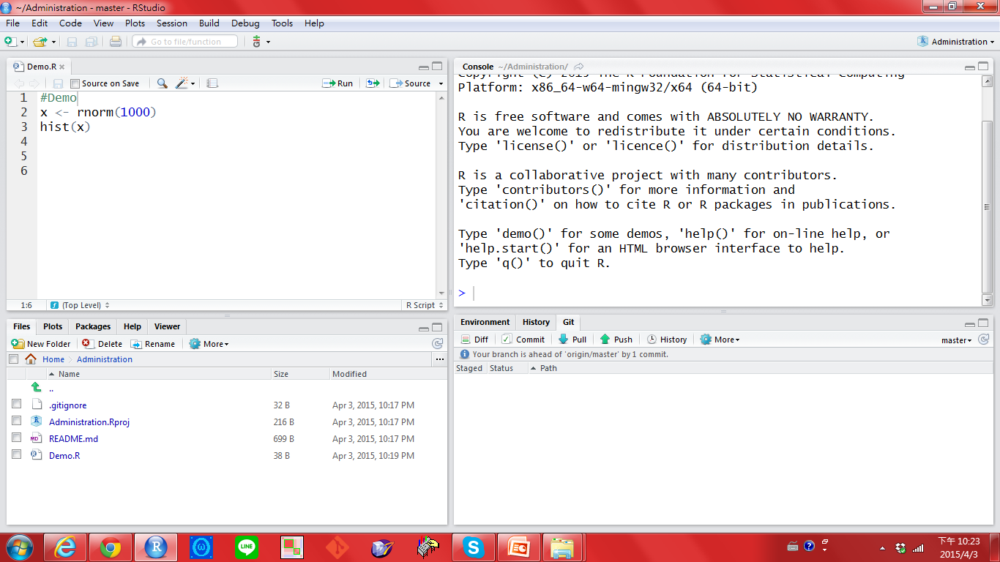 ~/Administration - master - RStudio
File Edit Code View Plots Session Build Debug Tools Help
Go to file/function
Administration
Demo.R
Source on Save
Run
Source
1 #Demo
2 x <- rnorm(1000)
3 hist(x)
4
5
6
1:6
(Top Level)
R Script
Console ~/Administration/
Copyright (C) 2015 The R Foundation for Statistical Computing
Platform: x86_64-w64-mingw32/x64 (64-bit)
R is free software and comes with ABSOLUTELY NO WARRANTY.
You are welcome to redistribute it under certain conditions.
Type 'license()' or 'licence()' for distribution details.
R is a collaborative project with many contributors.
Type 'contributors()' for more information and
'citation()' on how to cite R or R packages in publications.
Type 'demo()' for some demos, 'help()' for on-line help, or
'help.start()' for an HTML browser interface to help.
Type 'q()' to quit R.
>
Files Plots Packages Help Viewer
New Folder Delete Rename More
Home Administration ...
Name Size Modified
..
.gitignore 32 B Apr 3, 2015, 10:17 PM
Administration.Rproj 216 B Apr 3, 2015, 10:17 PM
README.md 699 B Apr 3, 2015, 10:17 PM
Demo.R 38 B Apr 3, 2015, 10:19 PM
Environment History Git
Diff Commit Pull Push History More master
Your branch is ahead of 'origin/master' by 1 commit.
Staged Status Path
LINE
下午 10:23
2015/4/3